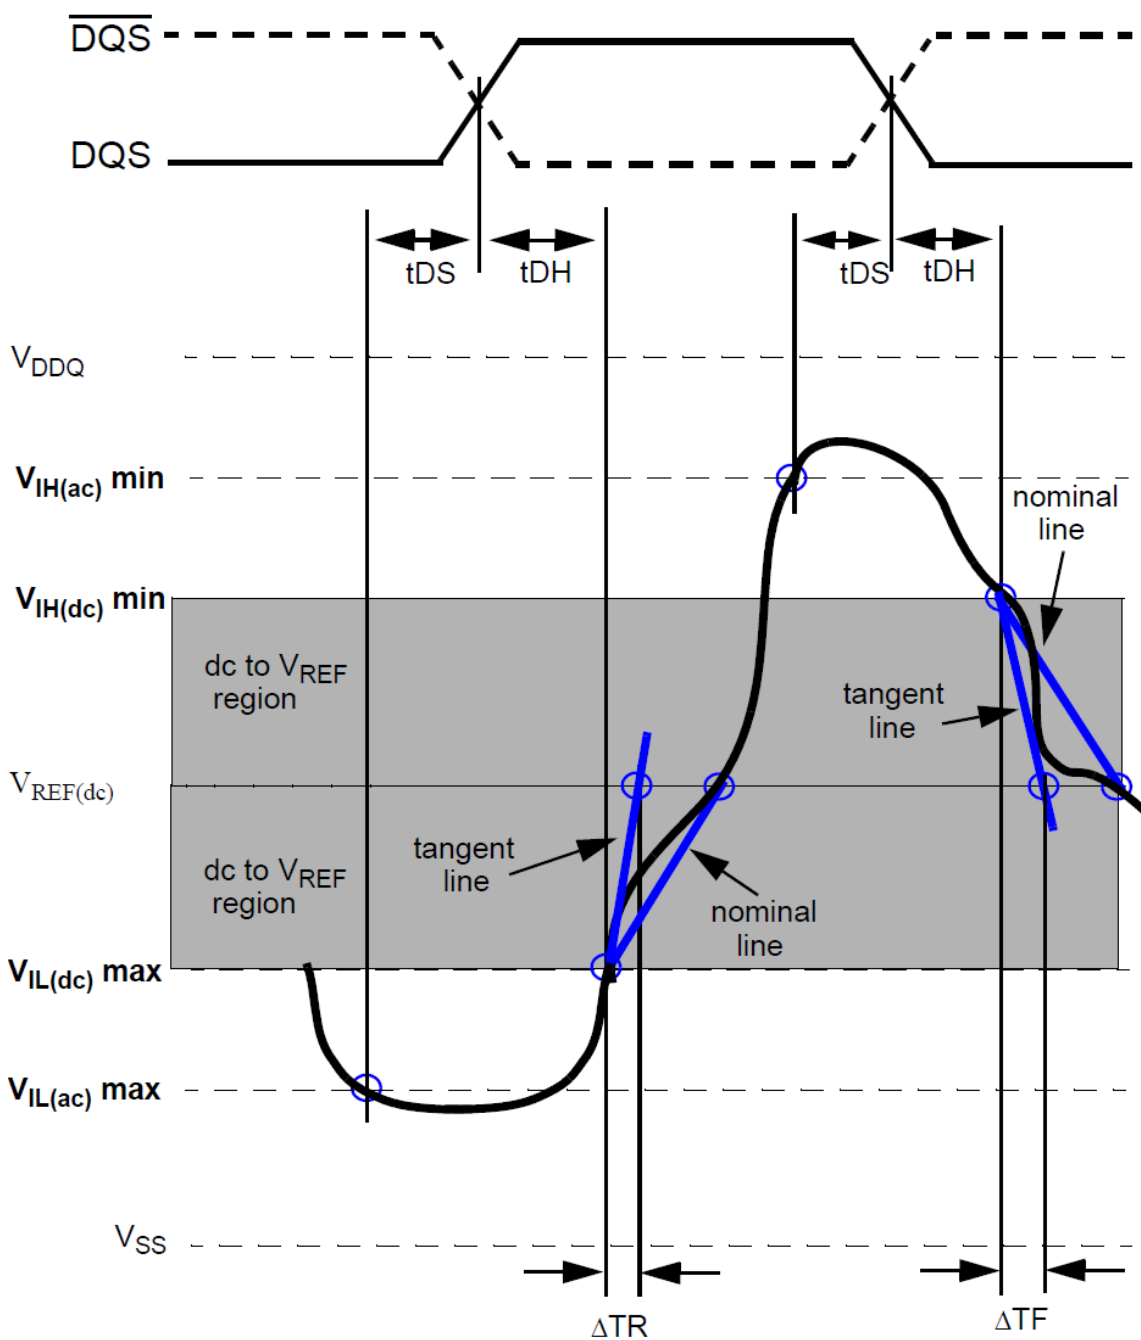 DQS
DQS
tDS
tDH
tDS
tDH
VDDQ
VIH(ac) min
nominal
line
VIH(dc) min
dc to VREF
region
tangent
line
VREF(dc)
tangent
line
dc to VREF
region
nominal
line
VIL(dc) max
VIL(ac) max
VSS
ΔTR
ΔTF